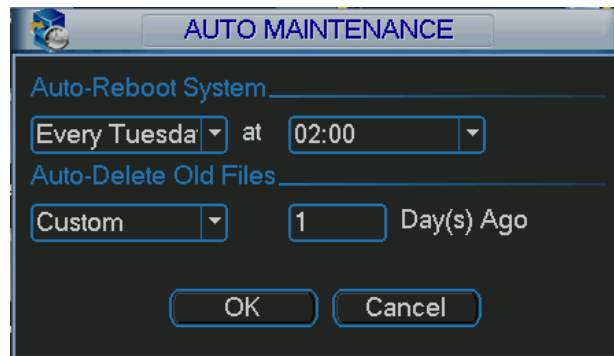 AUTO MAINTENANCE
Auto-Reboot System
Every Tuesda at 02:00
Auto-Delete Old Files
Custom 1 Day(s) Ago
OK Cancel